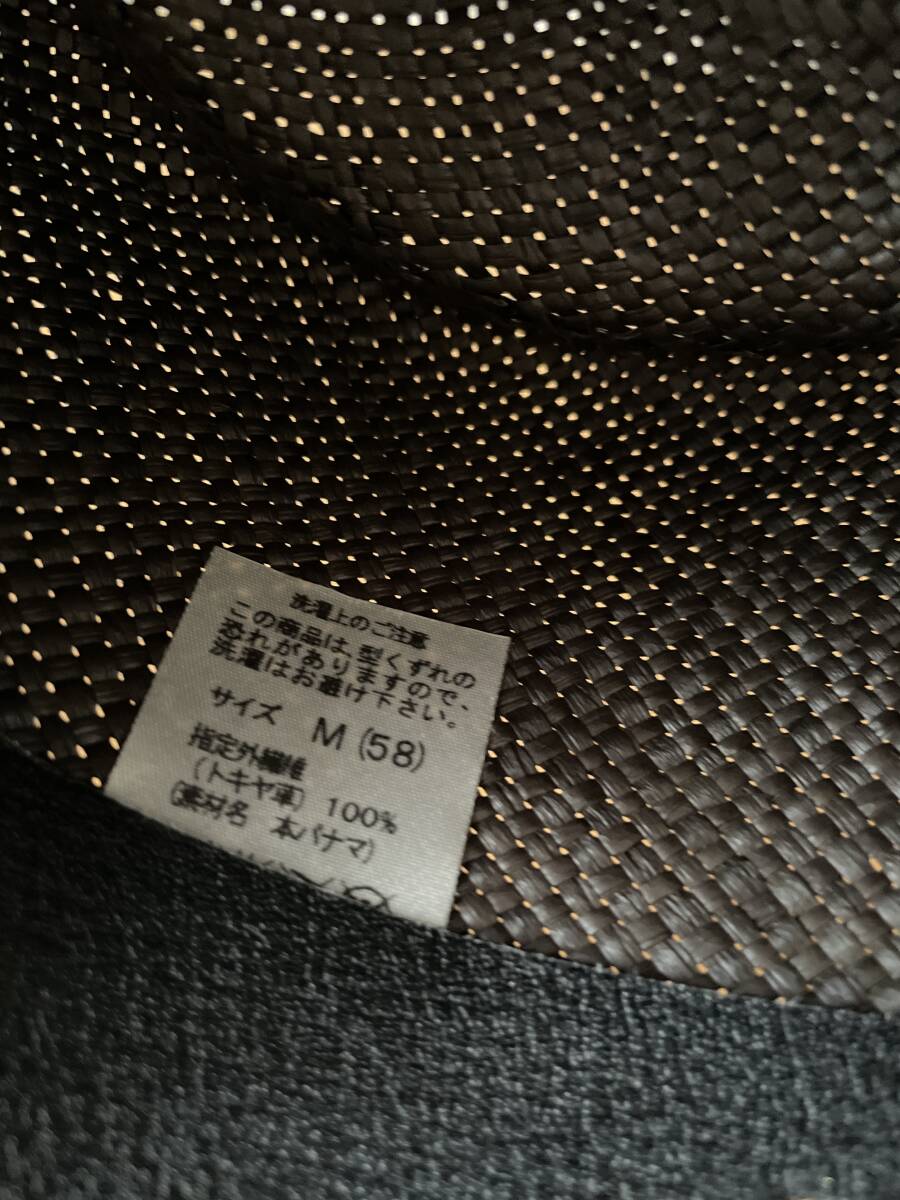 洗濯上のご注意
この商品は、型くずれの
恐れがありますので、
洗濯はお避け下さい。
サイズ M (58)
指定外繊維
(トキヤ草) 100%
(素材名 本パナマ)